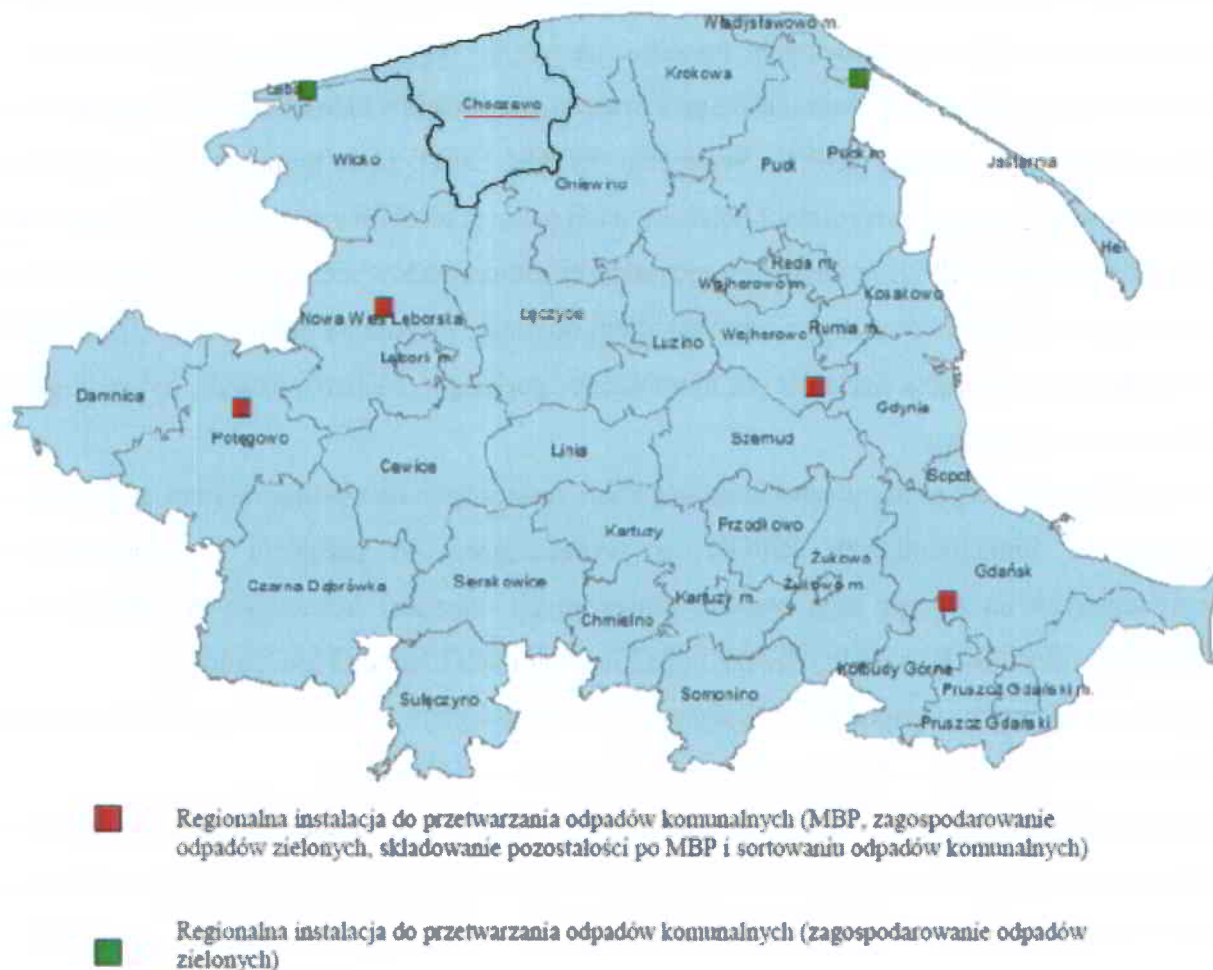 Władysławowo m.
Krokowa
Łeba
Choczewo
Wicko
Puck
Puck m.
Jastarnia
Gniewino
Hel
Reda m.
Wejherowo m.
Kosakowo
Nowa Wieś Lęborska
Łęczyce
Luzino
Wejherowo
Rumia m.
Lębork m.
Damnica
Gdynia
Potęgowo
Cewice
Linia
Szemud
Sopot
Kartuzy
Przodkowo
Żukowo
Gdańsk
Czarna Dąbrówka
Sierakowice
Kartuzy m.
Żukowo m.
Chmielno
Kolbudy Górne
Sulęczyno
Somonino
Pruszcz Gdański m.
Pruszcz Gdański
Regionalna instalacja do przetwarzania odpadów komunalnych (MBP, zagospodarowanie
odpadów zielonych, składowanie pozostałości po MBP i sortowaniu odpadów komunalnych)
Regionalna instalacja do przetwarzania odpadów komunalnych (zagospodarowanie odpadów
zielonych)